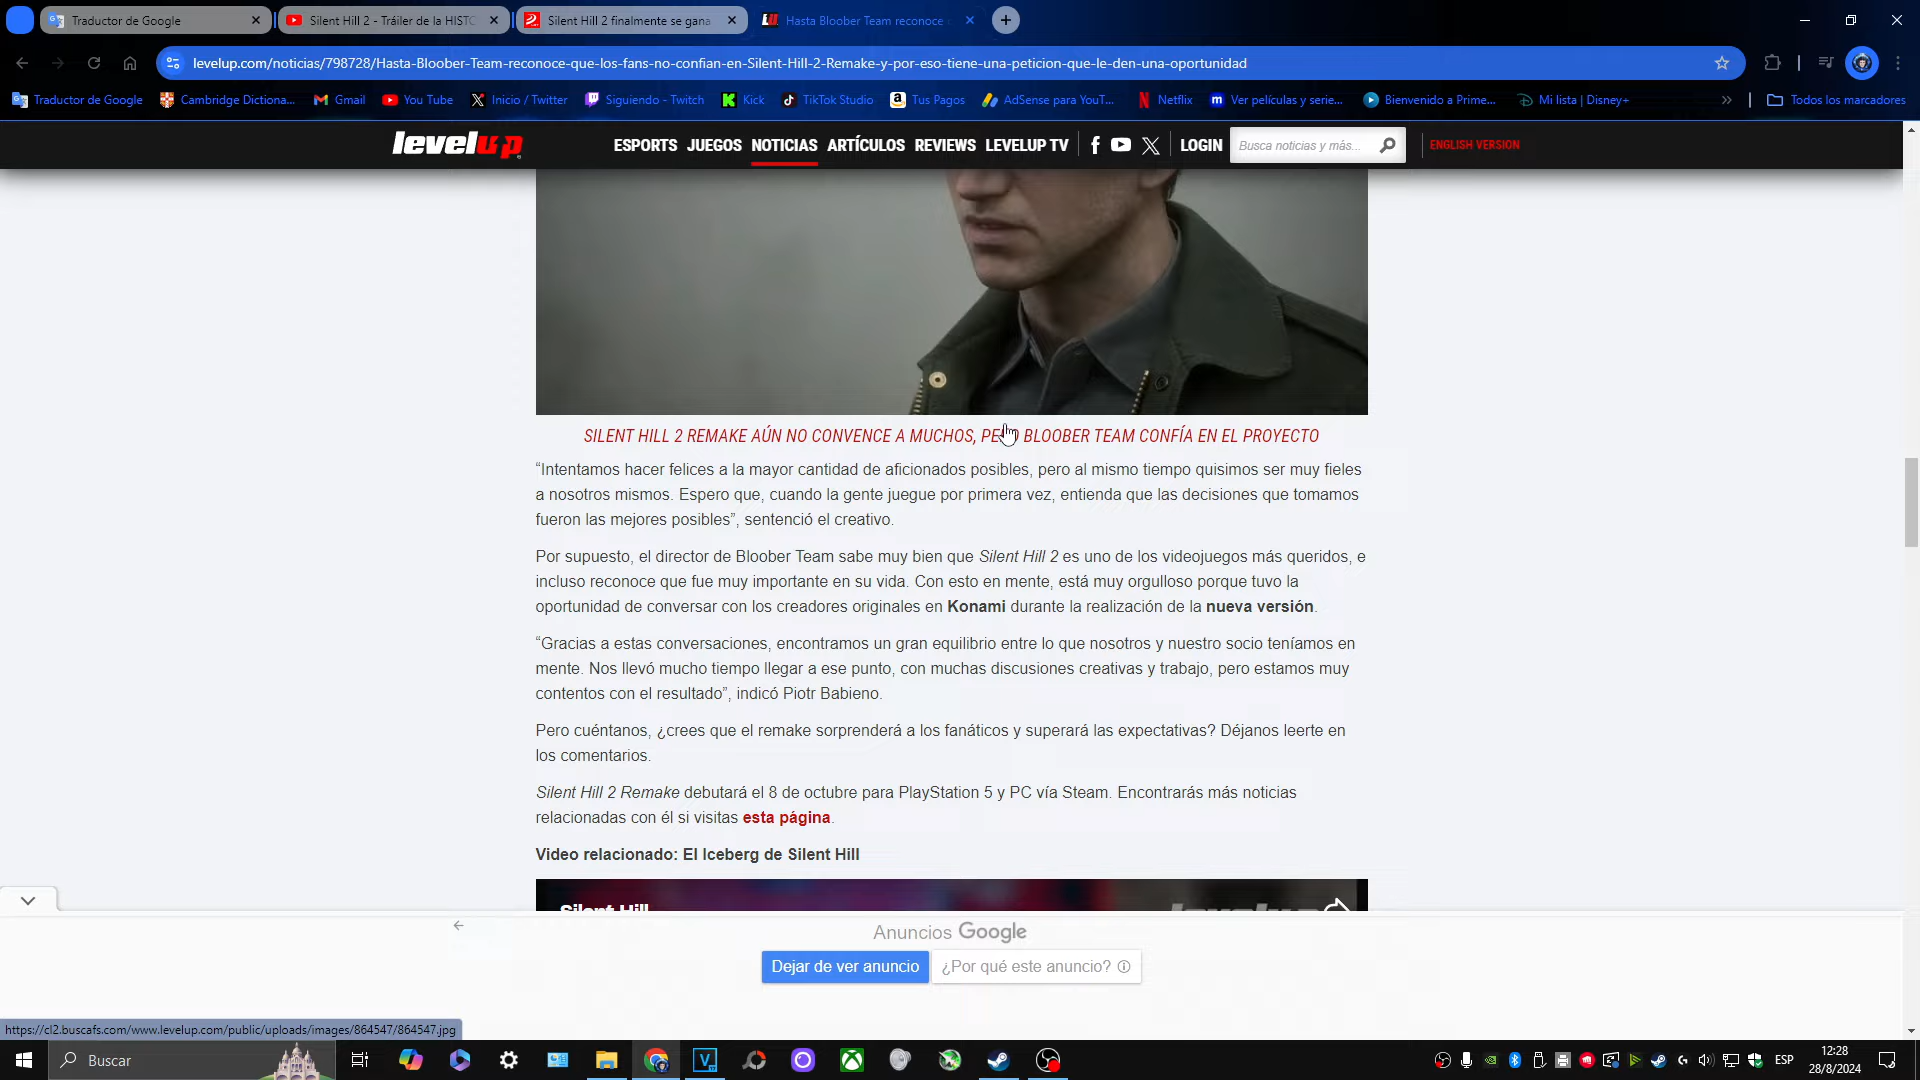 Traductor de Google
Silent Hill 2 - Tráiler de la HISTO
Silent Hill 2 finalmente se gana
Hasta Bloober Team reconoce
levelup.com/noticias/798728/Hasta-Bloober-Team-reconoce-que-los-fans-no-confian-en-Silent-Hill-2-Remake-y-por-eso-tiene-una-peticion-que-le-den-una-oportunidad
Traductor de Google
Cambridge Dictiona...
Gmail
You Tube
Inicio / Twitter
Siguiendo - Twitch
Kick
TikTok Studio
Tus Pagos
AdSense para YouT...
Netflix
Ver películas y serie...
Bienvenido a Prime...
Mi lista | Disney+
Todos los marcadores
levelup
ESPORTS
JUEGOS
NOTICIAS
ARTÍCULOS
REVIEWS
LEVELUP TV
LOGIN
Busca noticias y más...
ENGLISH VERSION
SILENT HILL 2 REMAKE AÚN NO CONVENCE A MUCHOS, BLOOBER TEAM CONFÍA EN EL PROYECTO
“Intentamos hacer felices a la mayor cantidad de aficionados posibles, pero al mismo tiempo quisimos ser muy fieles
a nosotros mismos. Espero que, cuando la gente juegue por primera vez, entienda que las decisiones que tomamos
fueron las mejores posibles”, sentenció el creativo.
Por supuesto, el director de Bloober Team sabe muy bien que Silent Hill 2 es uno de los videojuegos más queridos, e
incluso reconoce que fue muy importante en su vida. Con esto en mente, está muy orgulloso porque tuvo la
oportunidad de conversar con los creadores originales en Konami durante la realización de la nueva versión.
“Gracias a estas conversaciones, encontramos un gran equilibrio entre lo que nosotros y nuestro socio teníamos en
mente. Nos llevó mucho tiempo llegar a ese punto, con muchas discusiones creativas y trabajo, pero estamos muy
contentos con el resultado”, indicó Piotr Babieno.
Pero cuéntanos, ¿crees que el remake sorprenderá a los fanáticos y superará las expectativas? Déjanos leerte en
los comentarios.
Silent Hill 2 Remake debutará el 8 de octubre para PlayStation 5 y PC vía Steam. Encontrarás más noticias
relacionadas con él si visitas esta página.
Video relacionado: El Iceberg de Silent Hill
Silent Hill
levelup
Anuncios Google
Dejar de ver anuncio
¿Por qué este anuncio?
https://cl2.buscafs.com/www.levelup.com/public/uploads/images/864547/864547.jpg
Buscar
ESP
12:28
28/8/2024